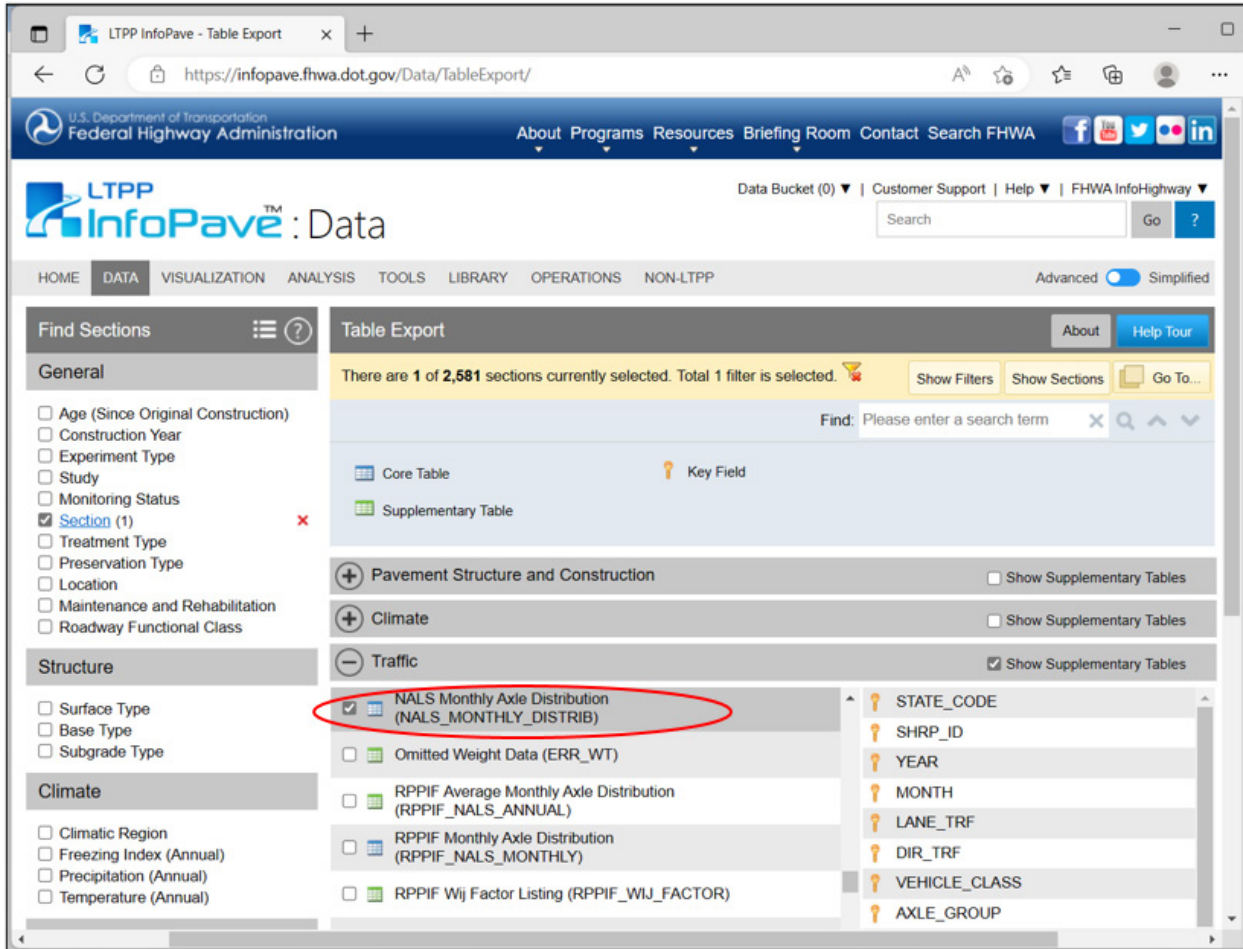 LTPP InfoPave - Table Export
https://infopave.fhwa.dot.gov/Data/TableExport/
U.S. Department of Transportation
Federal Highway Administration
About Programs Resources Briefing Room Contact Search FHWA
Data Bucket (0) ▼ | Customer Support | Help ▼ | FHWA InfoHighway ▼
LTPP
InfoPave™ : Data
Search Go ?
HOME DATA VISUALIZATION ANALYSIS TOOLS LIBRARY OPERATIONS NON-LTPP Advanced Simplified
Find Sections
General
Age (Since Original Construction)
Construction Year
Experiment Type
Study
Monitoring Status
Section (1)
Treatment Type
Preservation Type
Location
Maintenance and Rehabilitation
Roadway Functional Class
Structure
Surface Type
Base Type
Subgrade Type
Climate
Climatic Region
Freezing Index (Annual)
Precipitation (Annual)
Temperature (Annual)
Table Export About Help Tour
There are 1 of 2,581 sections currently selected. Total 1 filter is selected. Show Filters Show Sections Go To...
Find: Please enter a search term
Core Table Key Field
Supplementary Table
Pavement Structure and Construction Show Supplementary Tables
Climate Show Supplementary Tables
Traffic Show Supplementary Tables
NALS Monthly Axle Distribution
(NALS_MONTHLY_DISTRIB)
Omitted Weight Data (ERR_WT)
RPPIF Average Monthly Axle Distribution
(RPPIF_NALS_ANNUAL)
RPPIF Monthly Axle Distribution
(RPPIF_NALS_MONTHLY)
RPPIF Wij Factor Listing (RPPIF_WIJ_FACTOR)
STATE_CODE
SHRP_ID
YEAR
MONTH
LANE_TRF
DIR_TRF
VEHICLE_CLASS
AXLE_GROUP